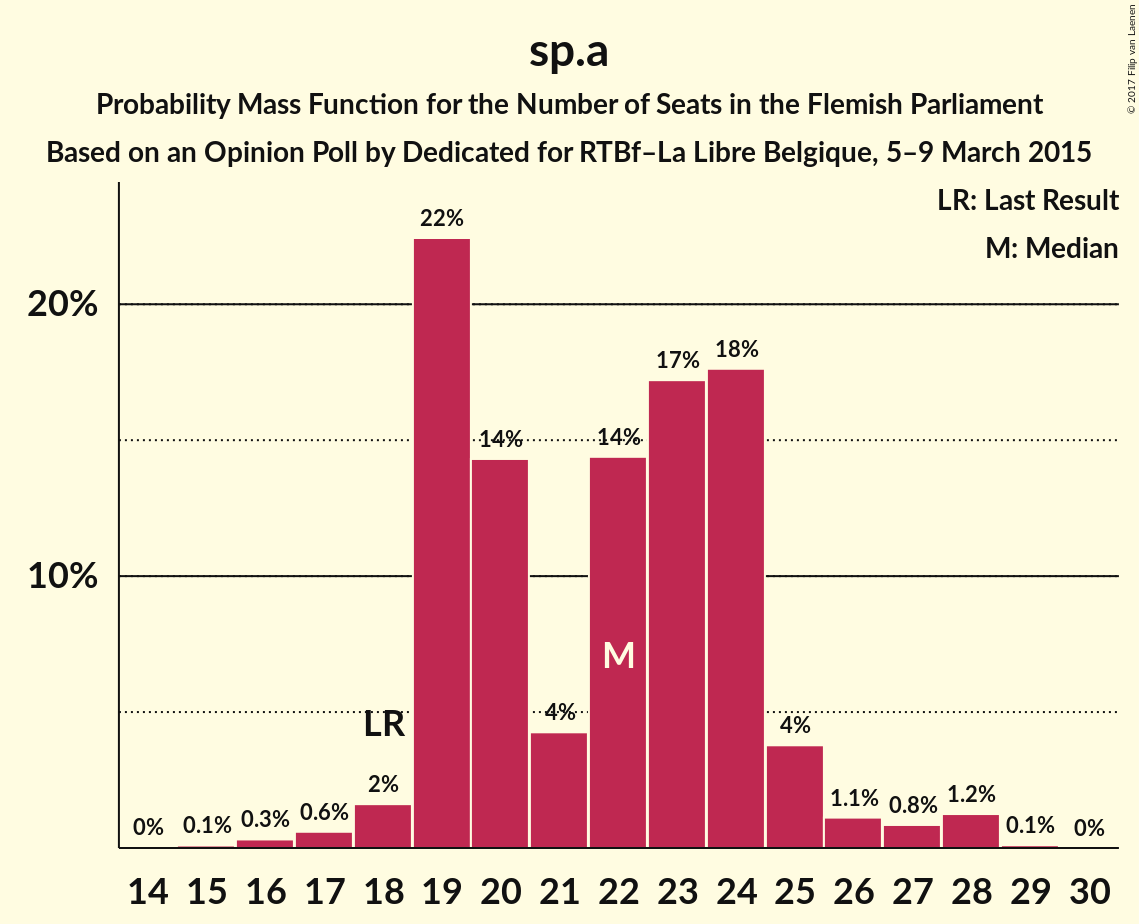 sp.a
Probability Mass Function for the Number of Seats in the Flemish Parliament
Based on an Opinion Poll by Dedicated for RTBf–La Libre Belgique, 5–9 March 2015
© 2017 Filip van Laenen
LR: Last Result
M: Median
20%
10%
0%
0.1%
0.3%
0.6%
2%
22%
14%
4%
14%
17%
18%
4%
1.1%
0.8%
1.2%
0.1%
0%
LR
M
14 15 16 17 18 19 20 21 22 23 24 25 26 27 28 29 30